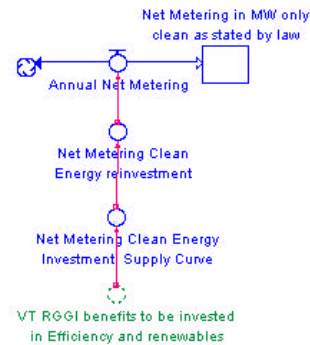 Net Metering in MW only
clean as stated by law
Annual Net Metering
Net Metering Clean
Energy reinvestment
Net Metering Clean Energy
Investment Supply Curve
VT RGGI benefits to be invested
in Efficiency and renewables